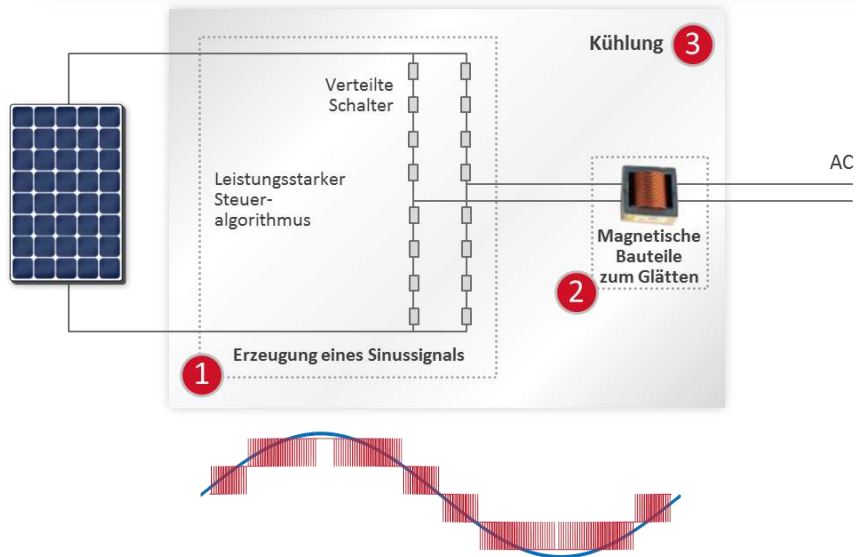 Kühlung 3
Verteilte
Schalter
Leistungsstarker
Steuer-
algorithmus
AC
Magnetische
Bauteile
zum Glätten
2
Erzeugung eines Sinussignals
1